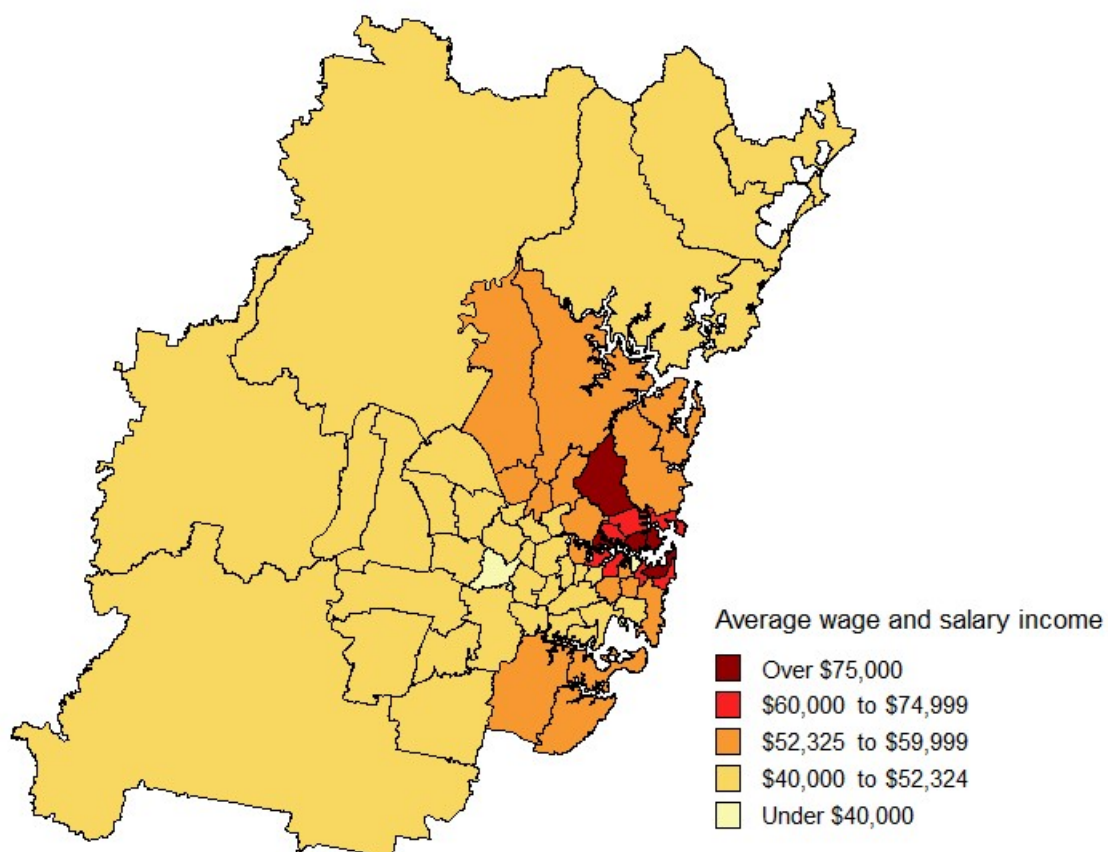 Average wage and salary income
Over $75,000
$60,000 to $74,999
$52,325 to $59,999
$40,000 to $52,324
Under $40,000